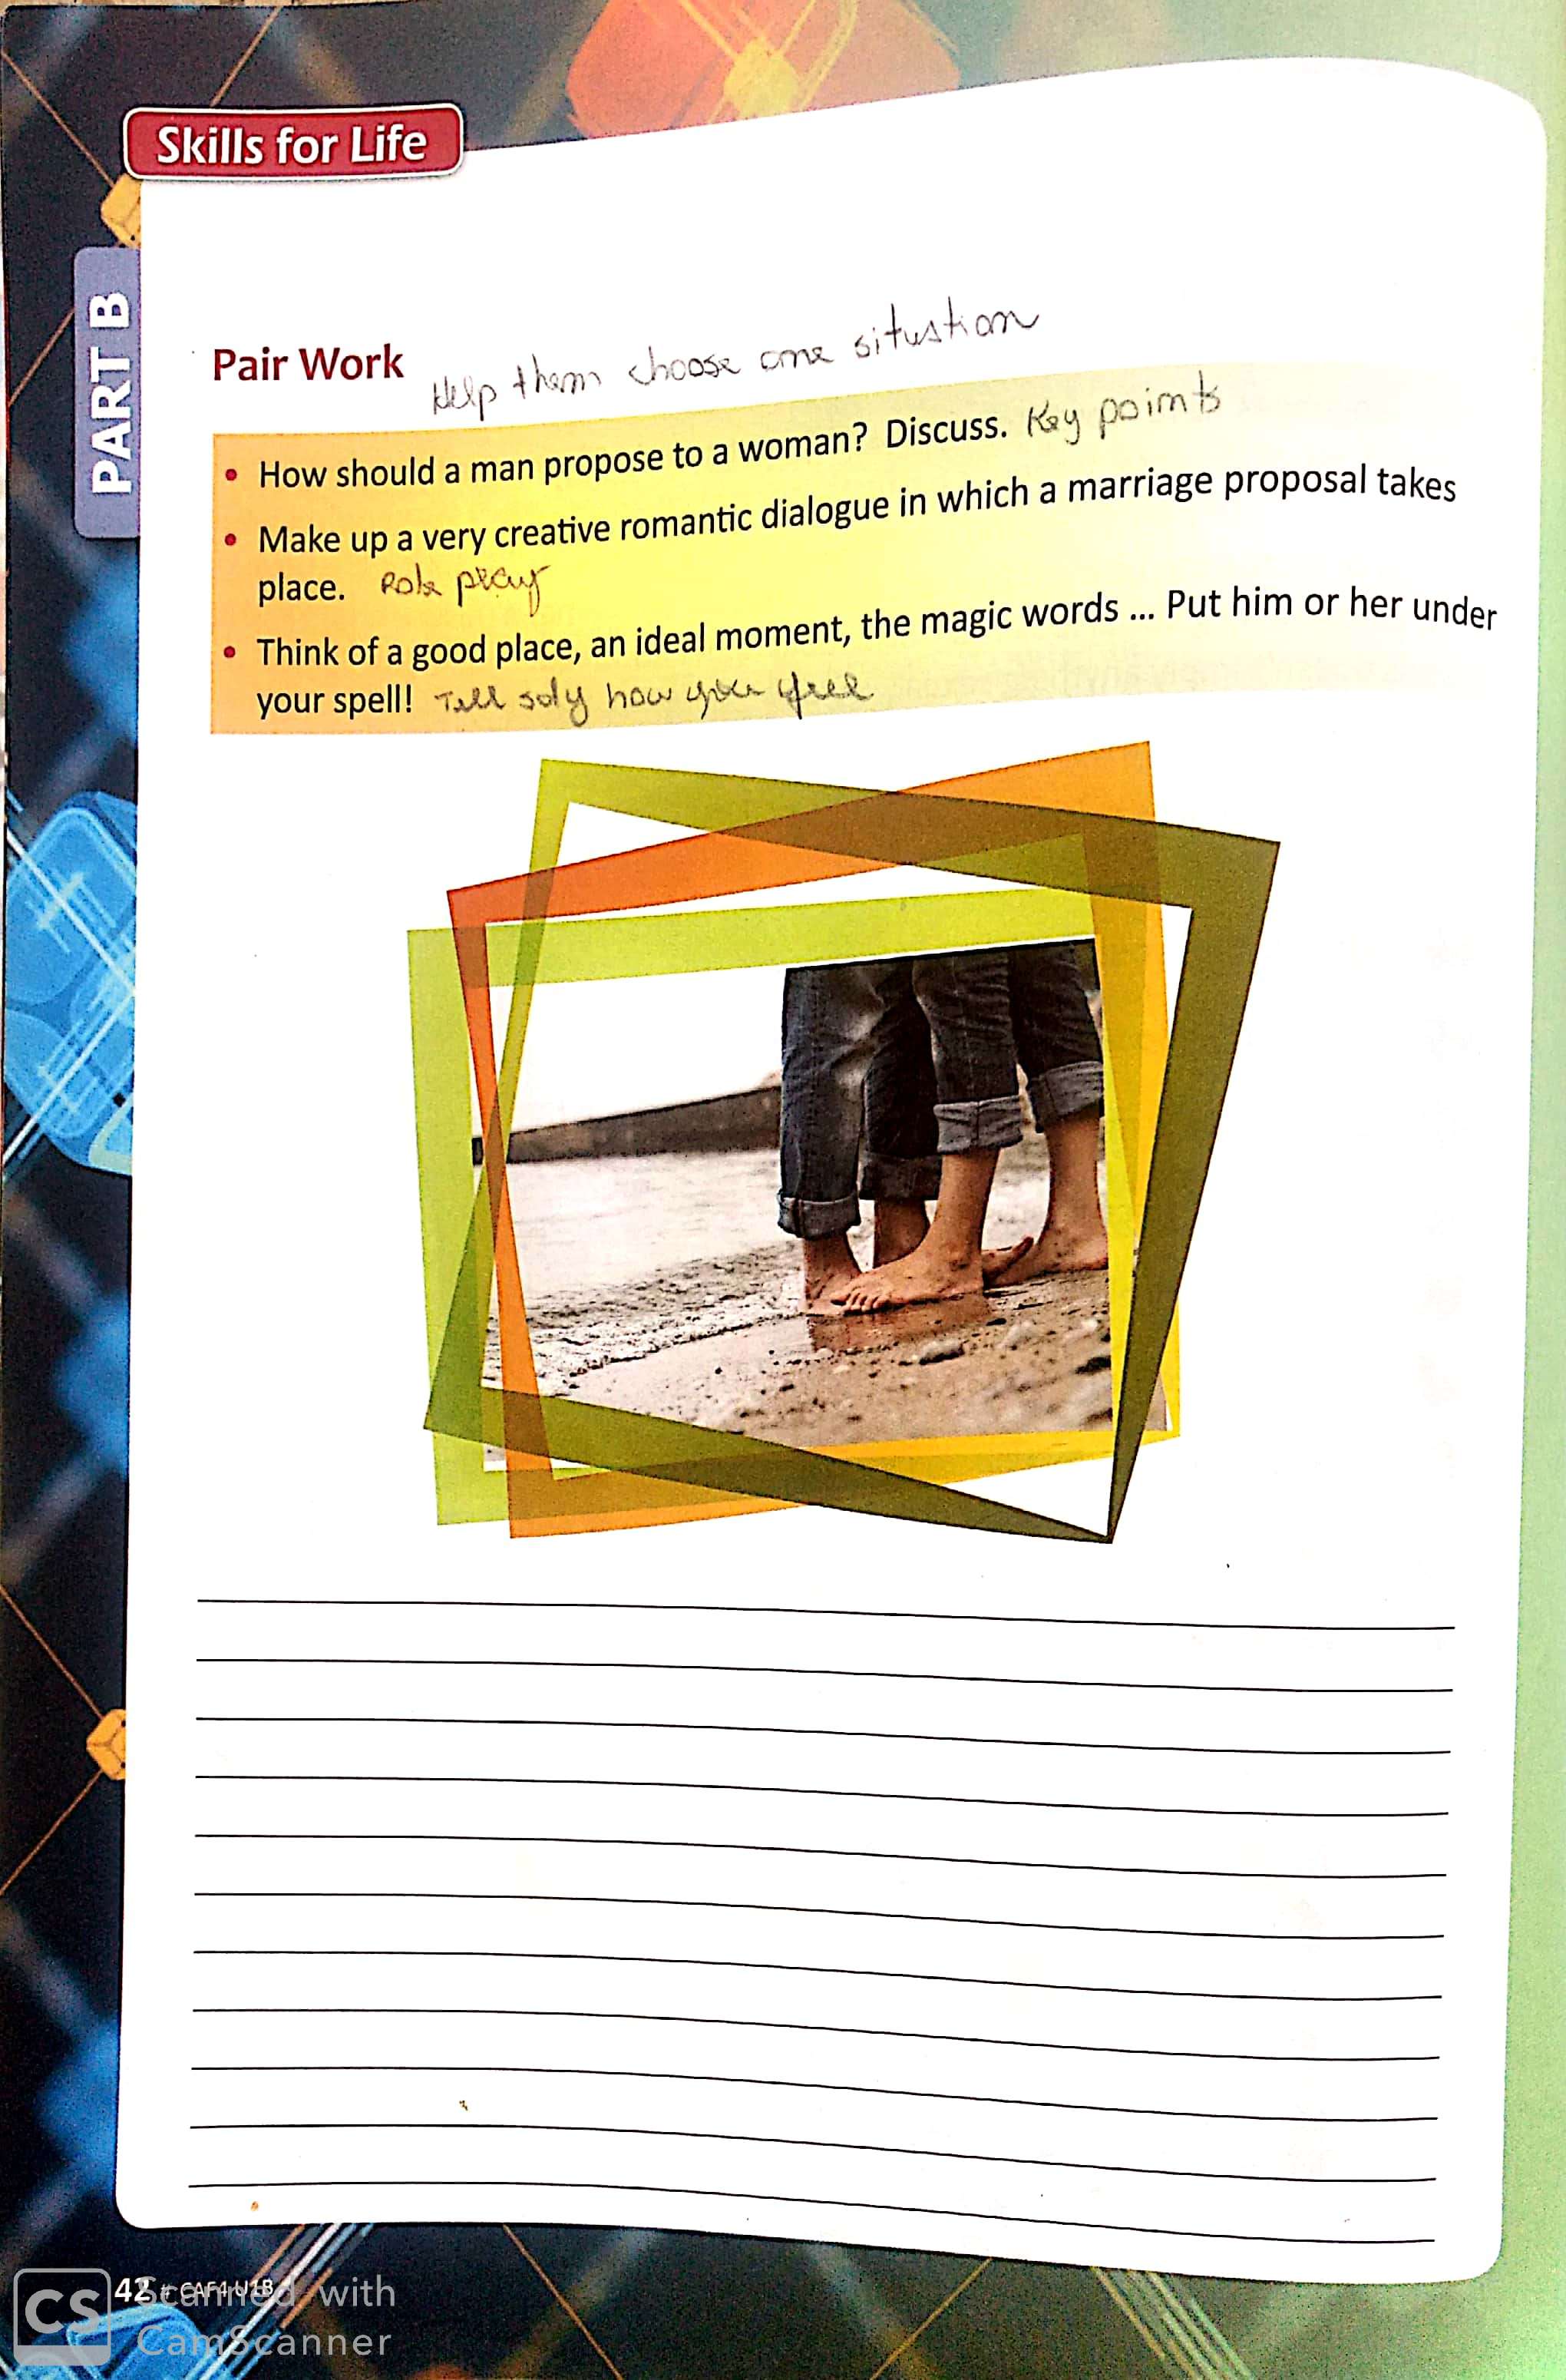 Skills for Life
PART B
Pair Work Help them choose one situation
• How should a man propose to a woman? Discuss. Key points
• Make up a very creative romantic dialogue in which a marriage proposal takes
place. Role play
• Think of a good place, an ideal moment, the magic words ... Put him or her under
your spell! Tell sdy how you feel
42 CAF4U1B
CS Scanned with
CamScanner